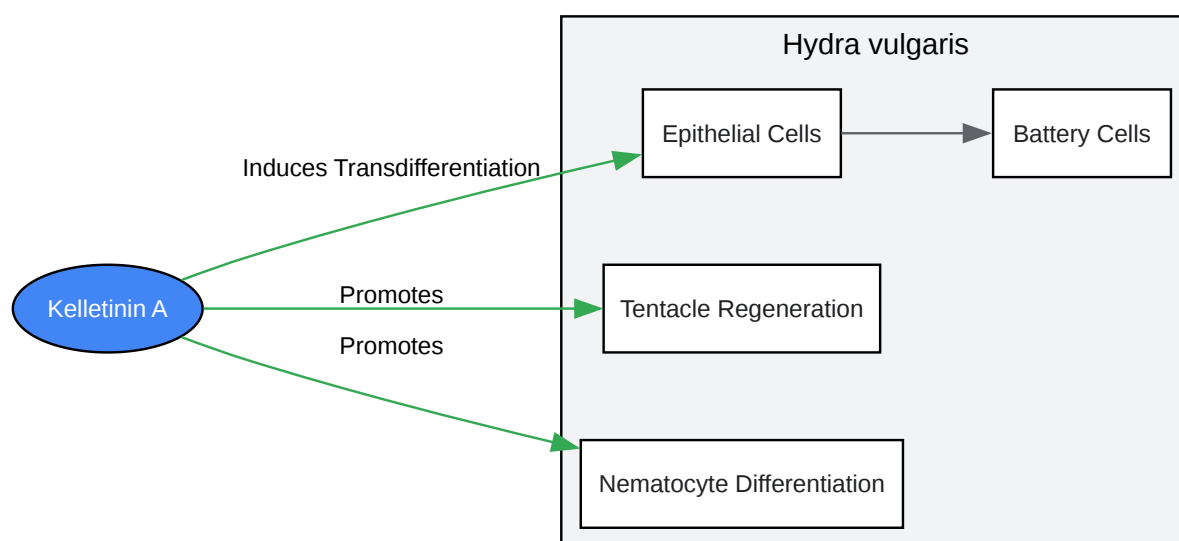 Hydra vulgaris
Epithelial Cells
Battery Cells
Induces Transdifferentiation
Kelletinin A
Promotes
Tentacle Regeneration
Promotes
Nematocyte Differentiation